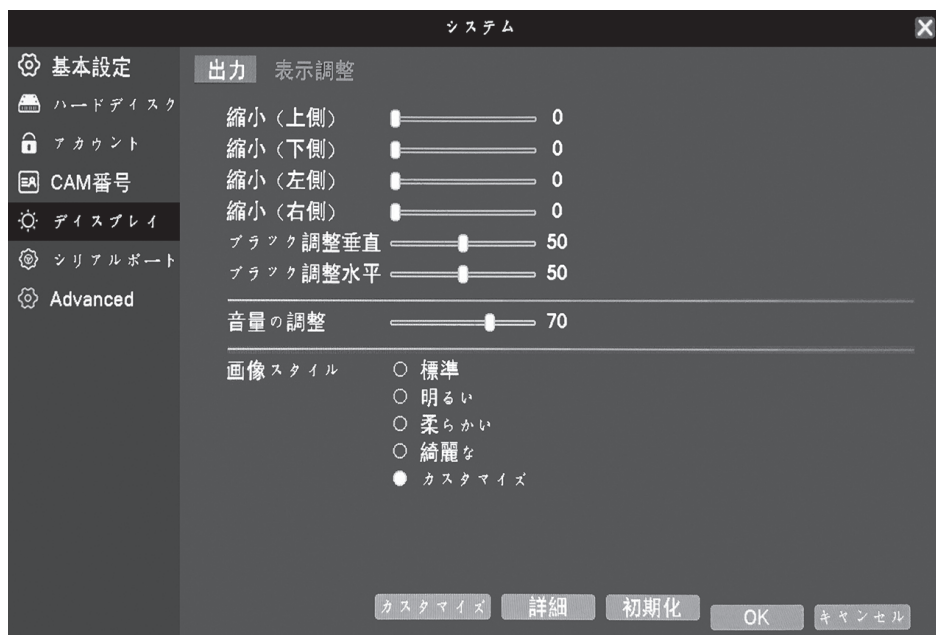 システム
基本設定
ハードディスク
アカウント
CAM番号
ディスプレイ
シリアルポート
Advanced
出力 表示調整
縮小（上側） 0
縮小（下側） 0
縮小（左側） 0
縮小（右側） 0
ブラック調整垂直 50
ブラック調整水平 50
音量の調整 70
画像スタイル
標準
明るい
柔らかい
綺麗な
カスタマイズ
カスタマイズ 詳細 初期化 OK キャンセル